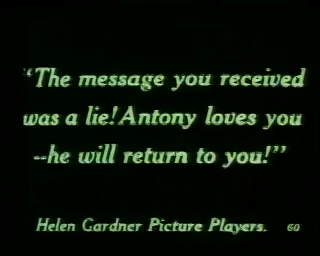 "The message you received
was a lie! Antony loves you
--he will return to you!"
Helen Gardner Picture Players. 60